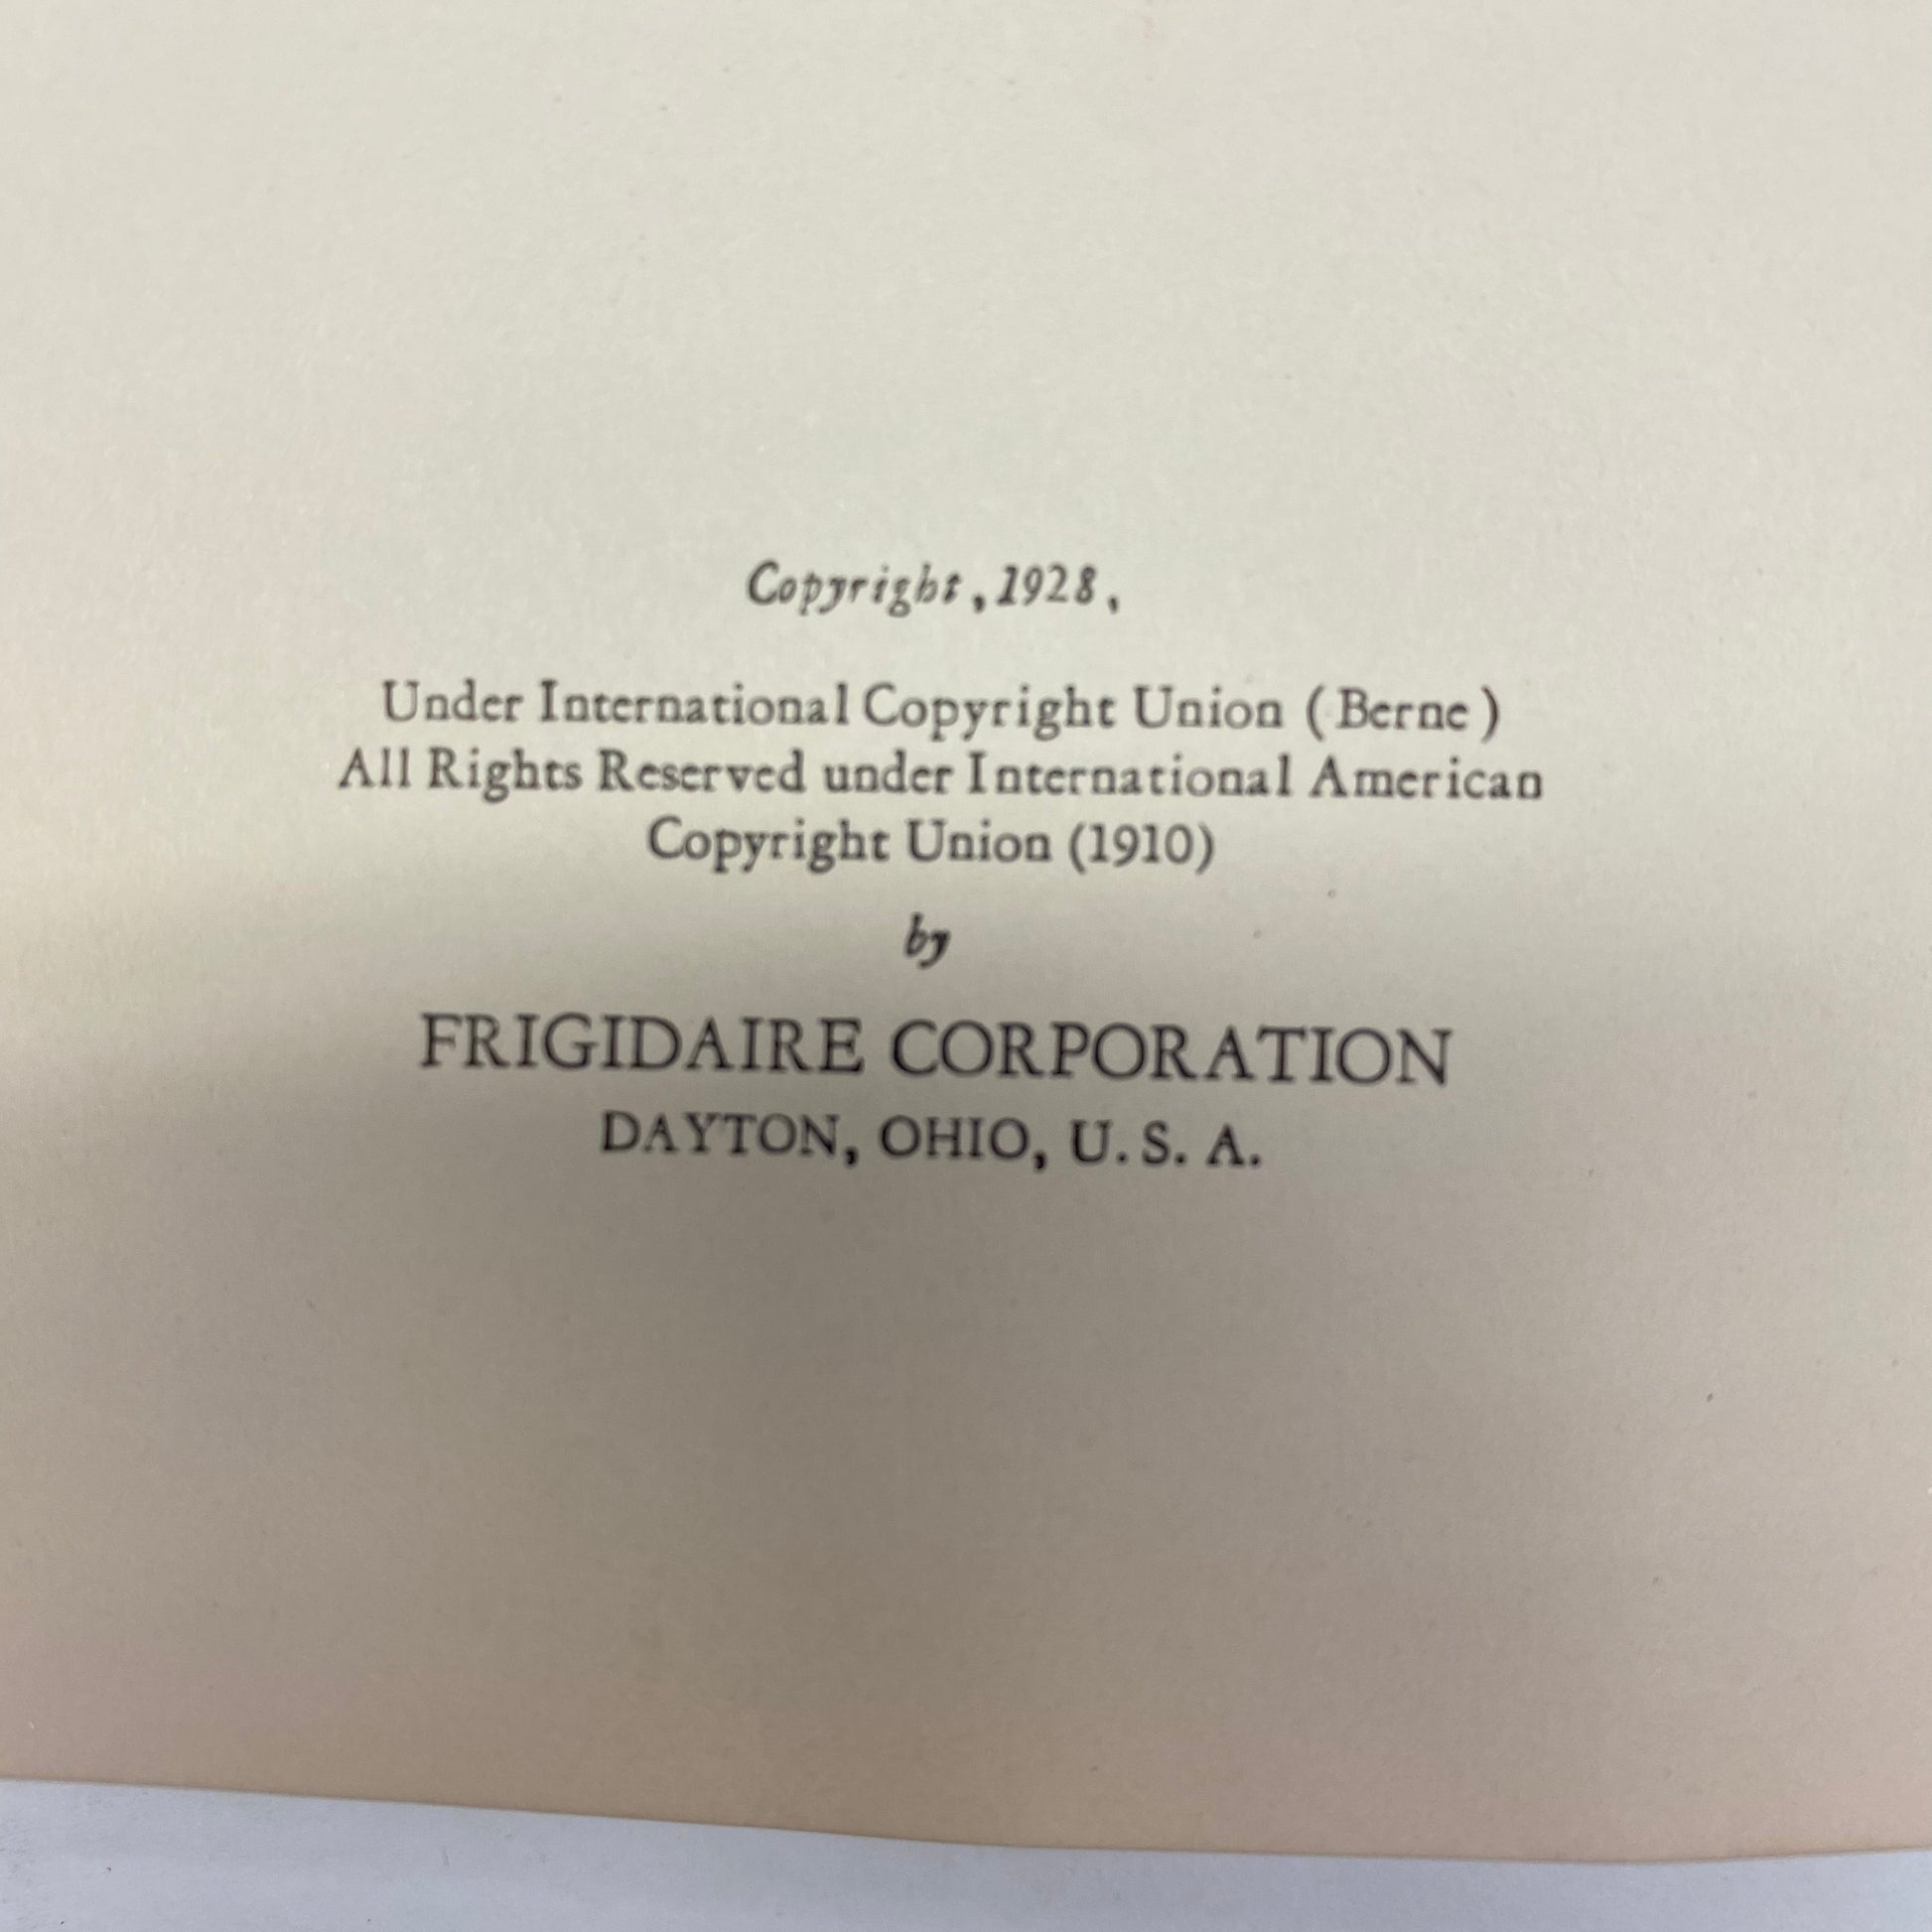 Copyright, 1928,
Under International Copyright Union (Berne)
All Rights Reserved under International American
Copyright Union (1910)
by
FRIGIDAIRE CORPORATION
DAYTON, OHIO, U. S. A.